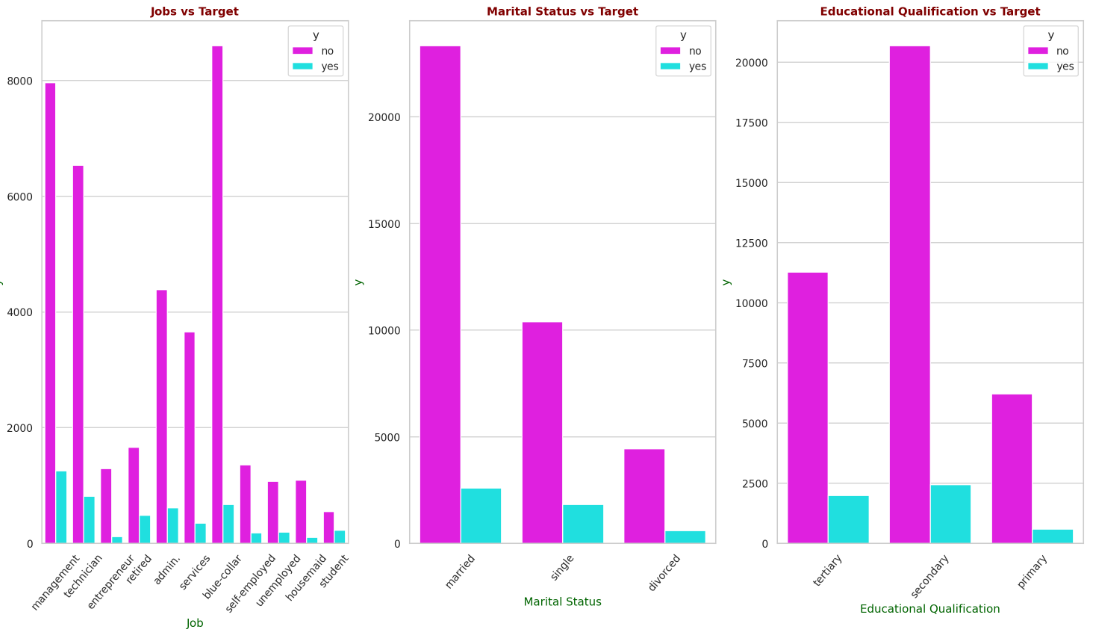 Jobs vs Target
y
no
yes
8000
6000
4000
2000
0
management
technician
entrepreneur
retired
admin.
services
blue-collar
self-employed
unemployed
housemaid
student
Job
Marital Status vs Target
y
no
yes
y
20000
15000
10000
5000
0
married
single
divorced
Marital Status
Educational Qualification vs Target
y
no
yes
y
20000
17500
15000
12500
10000
7500
5000
2500
0
tertiary
secondary
primary
Educational Qualification